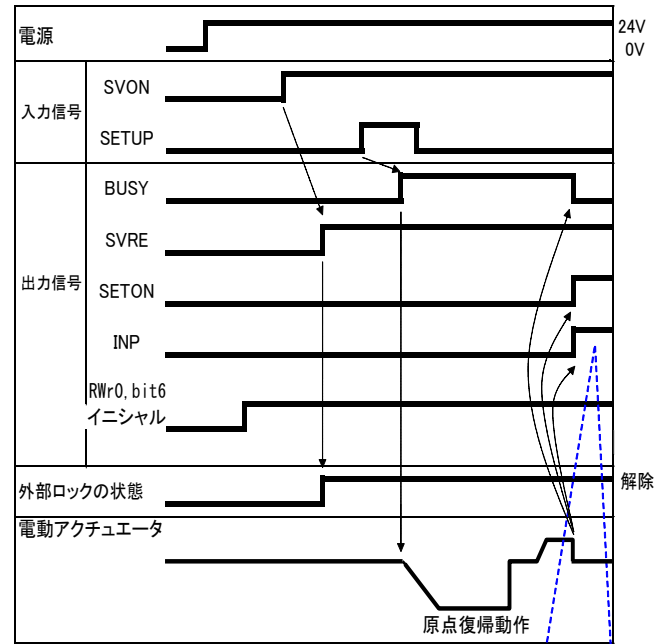 電源
24V
0V
入力信号
SVON
SETUP
出力信号
BUSY
SVRE
SETON
INP
RWr0,bit6
イニシャル
外部ロックの状態
解除
電動アクチュエータ
原点復帰動作